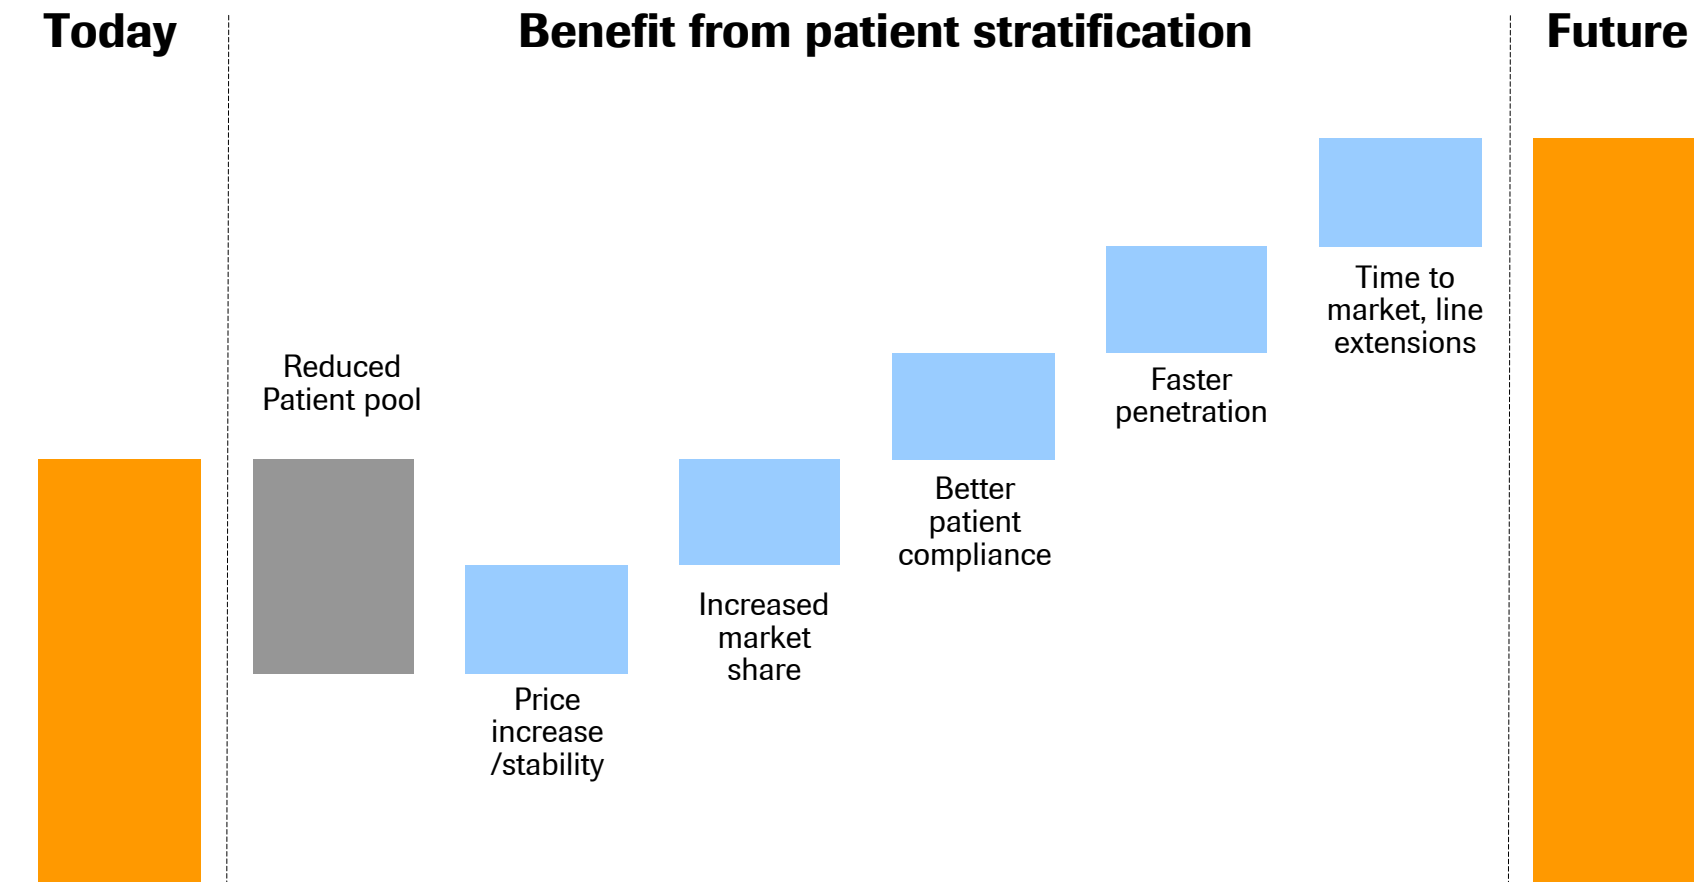 Today
Benefit from patient stratification
Future
Reduced
Patient pool
Price
increase
/stability
Increased
market
share
Better
patient
compliance
Faster
penetration
Time to
market, line
extensions